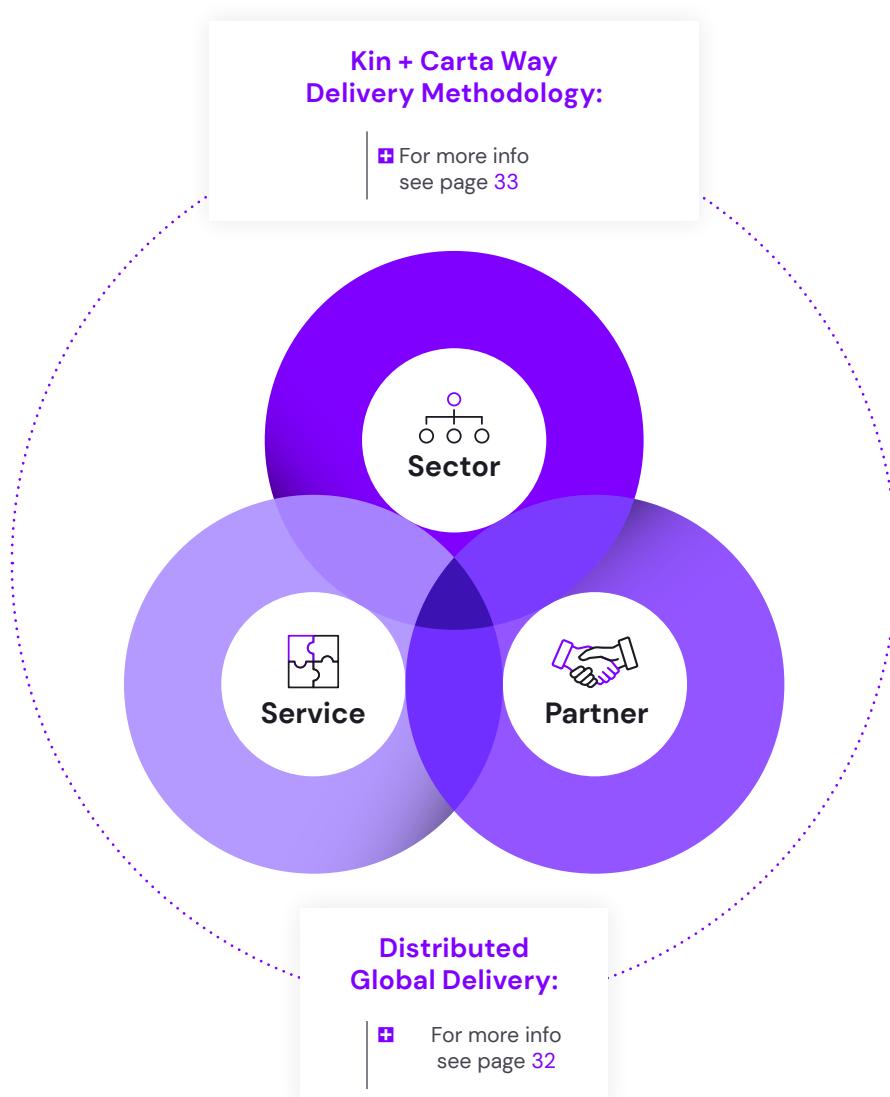 Kin + Carta Way
Delivery Methodology:
For more info
see page 33
Sector
Service
Partner
Distributed
Global Delivery:
For more info
see page 32